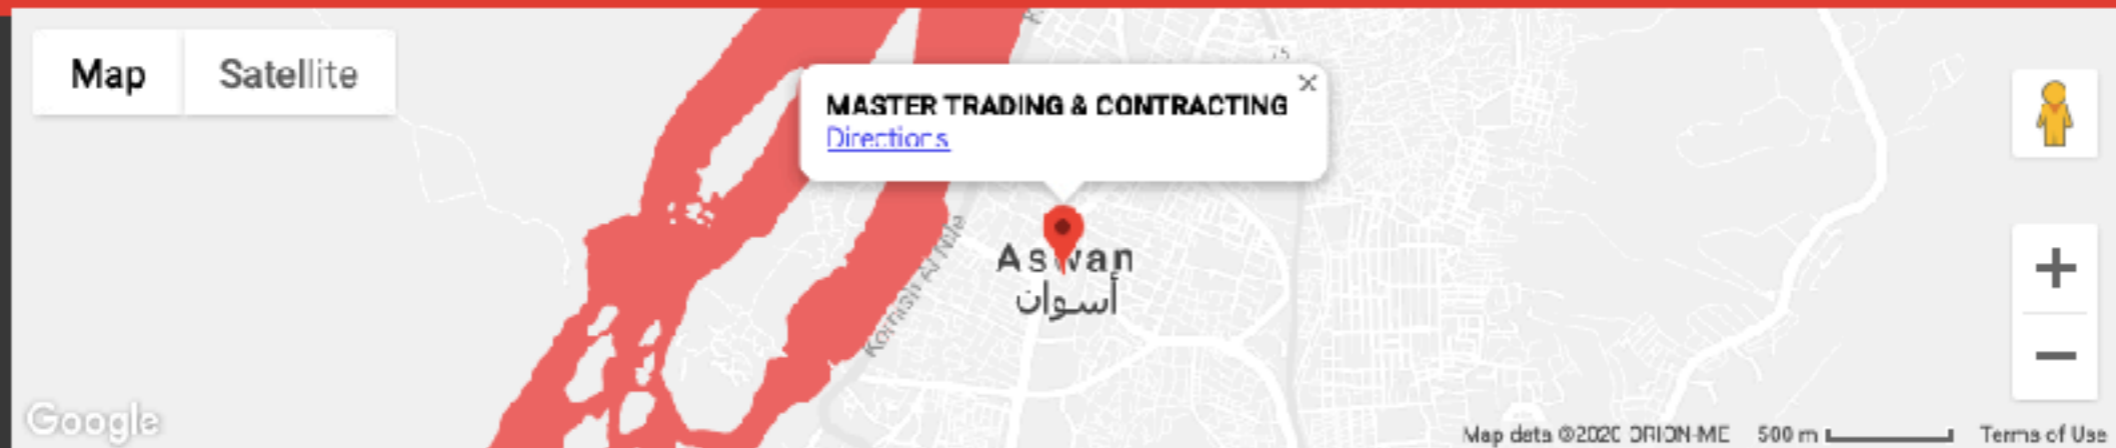 Map
Satellite
75
MASTER TRADING & CONTRACTING
Directions
Kornish Al Nile
Aswan
أسوان
Google
Map data ©2020 ORION-ME
500 m
Terms of Use